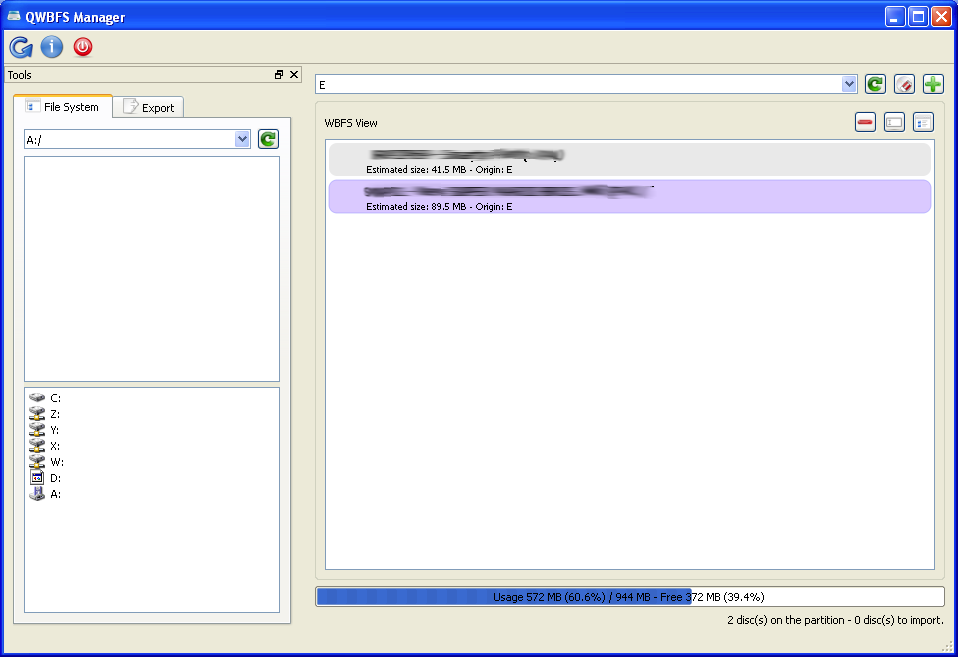 QWBFS Manager
Tools
File System
Export
A:/
C:
Z:
Y:
X:
W:
D:
A:
E
WBFS View
Estimated size: 41.5 MB - Origin: E
Estimated size: 89.5 MB - Origin: E
Usage 572 MB (60.6%) / 944 MB - Free 372 MB (39.4%)
2 disc(s) on the partition - 0 disc(s) to import.